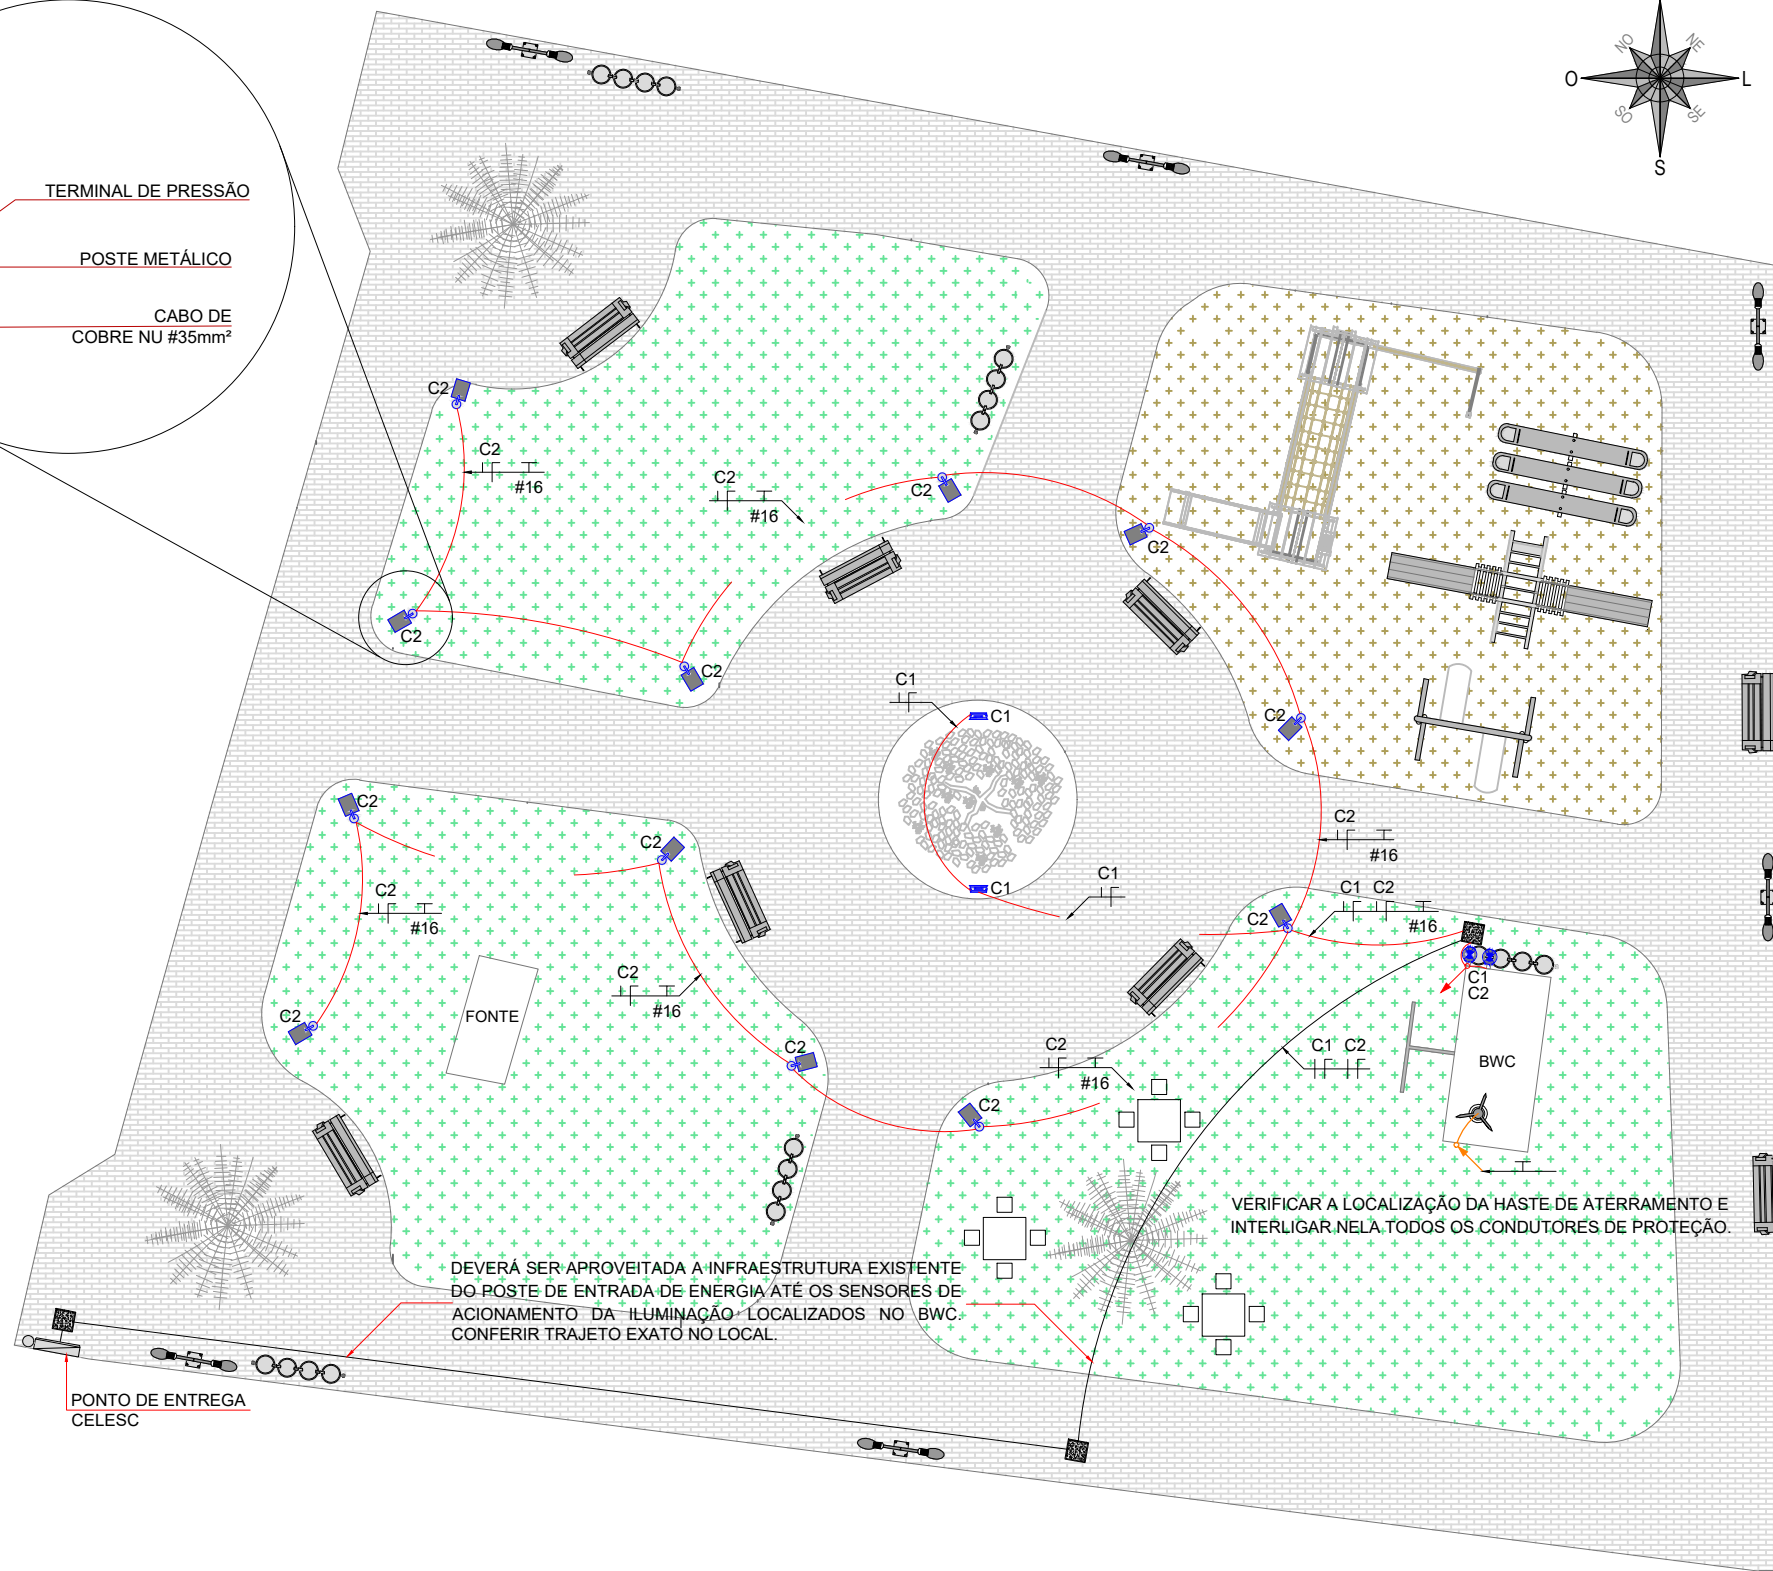 NO
NE
O
L
SO
SE
S
TERMINAL DE PRESSÃO
POSTE METÁLICO
CABO DE
COBRE NU #35mm²
C2
C2
#16
C2
#16
C2
C2
C2
C2
C2
C1
C1
C1
C1
C2
#16
C2
C2
C2
#16
C2
#16
C2
C2
FONTE
C2
C1 C2
#16
C1
C2
C1 C2
BWC
C2
#16
C2
VERIFICAR A LOCALIZAÇÃO DA HASTE DE ATERRAMENTO E
INTERLIGAR NELA TODOS OS CONDUTORES DE PROTEÇÃO.
DEVERÁ SER APROVEITADA A INFRAESTRUTURA EXISTENTE
DO POSTE DE ENTRADA DE ENERGIA ATÉ OS SENSORES DE
ACIONAMENTO DA ILUMINAÇÃO LOCALIZADOS NO BWC.
CONFERIR TRAJETO EXATO NO LOCAL.
PONTO DE ENTREGA
CELESC